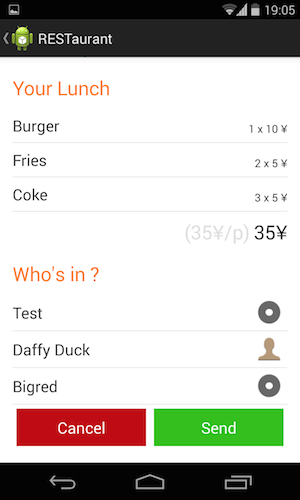 19:05
RESTaurant
Your Lunch
Burger 1 x 10 ¥
Fries 2 x 5 ¥
Coke 3 x 5 ¥
(35¥/p) 35¥
Who's in ?
Test
Daffy Duck
Bigred
Cancel Send